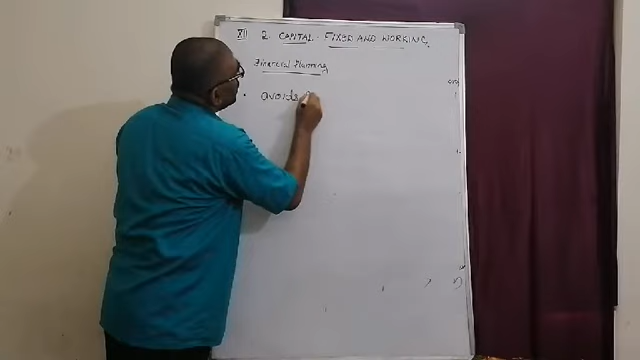 XII 2. CAPITAL - FIXED AND WORKING
Financial Planning
• avoids